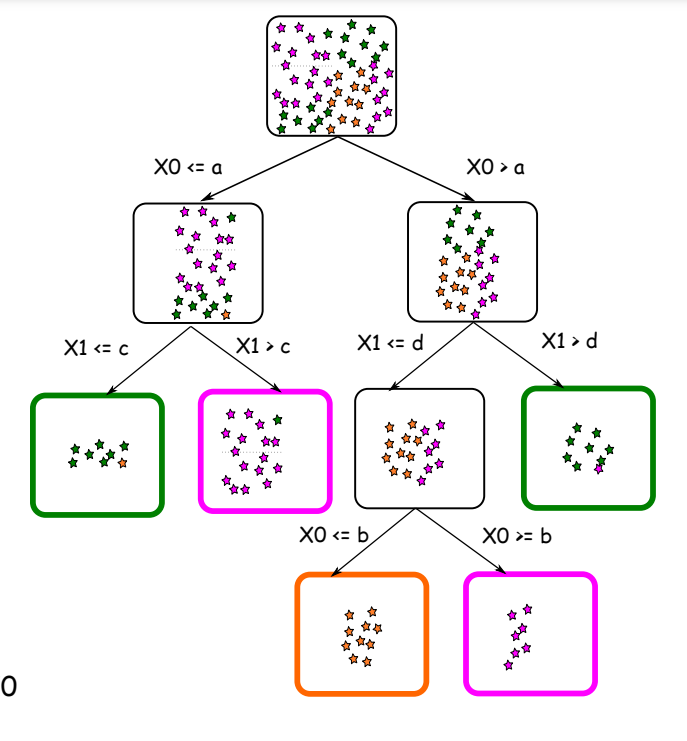 X0 <= a
X0 > a
X1 <= c
X1 > c
X1 <= d
X1 > d
X0 <= b
X0 >= b
0